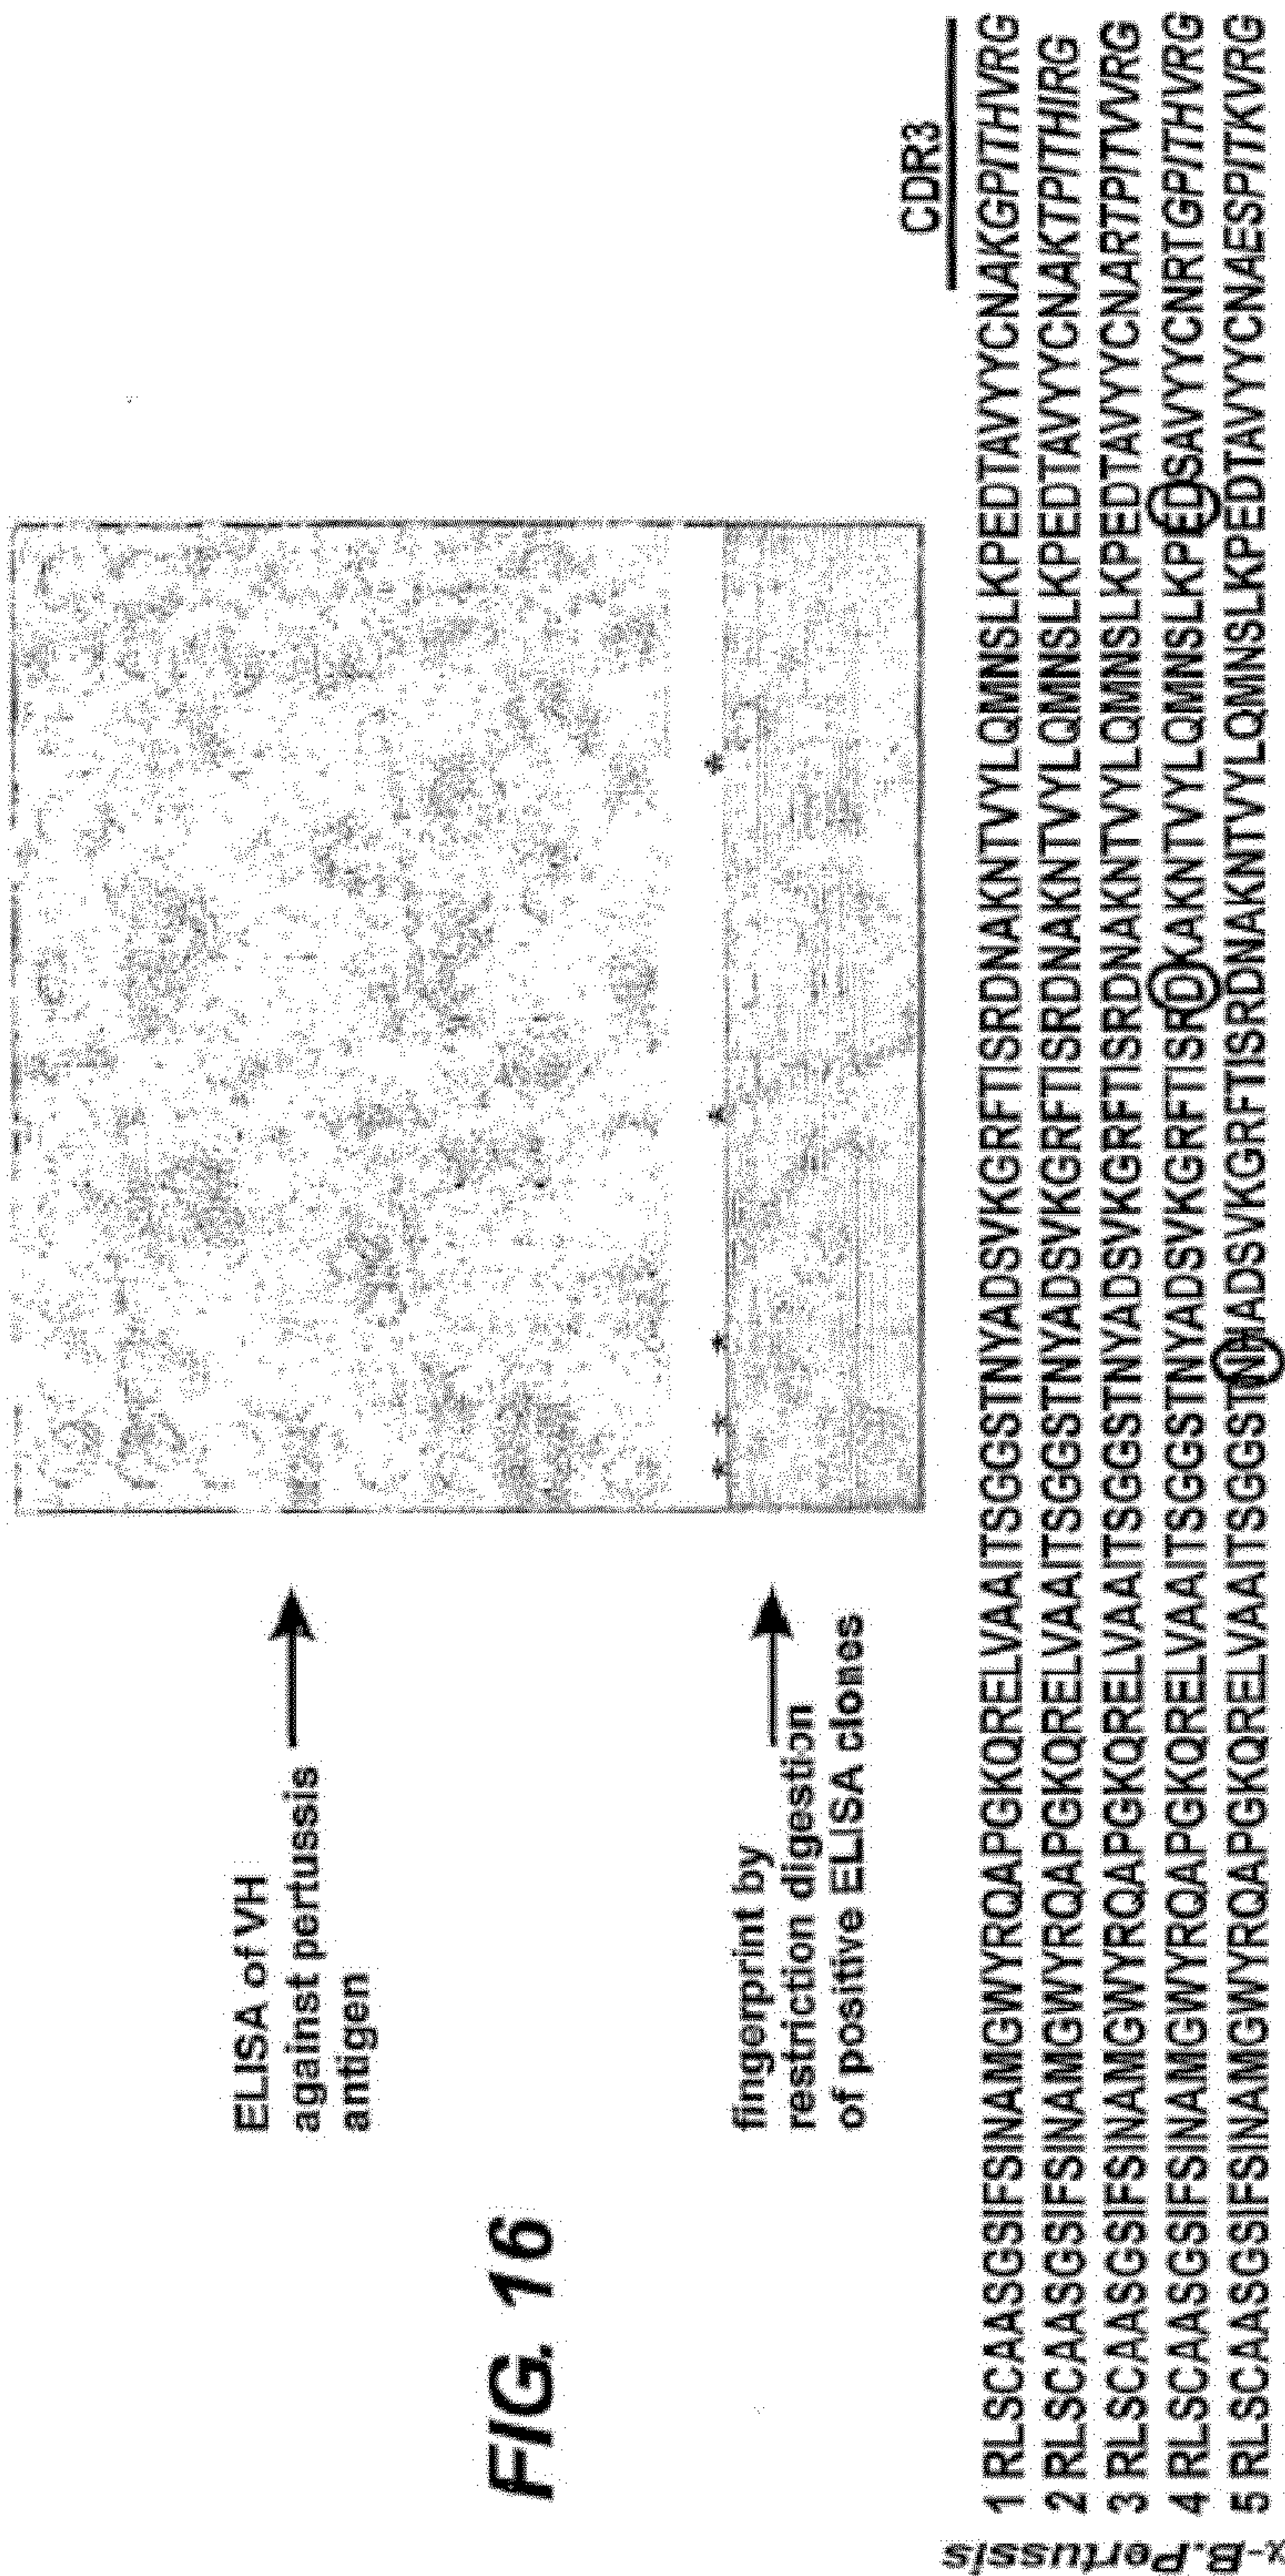 ELISA of VH
against pertussis
antigen
fingerprint by
restriction digestion
of positive ELISA clones
FIG. 16
CDR3
1 RLSCAASGSIFSINAMGWYRQAPGKQRELVAAITSGGSTNYADSVKGRFTISRDNAKNTVYLQMNSLKPEDTAVYYCNAKGPITHVRG
2 RLSCAASGSIFSINAMGWYRQAPGKQRELVAAITSGGSTNYADSVKGRFTISRDNAKNTVYLQMNSLKPEDTAVYYCNAKTPITHIRG
3 RLSCAASGSIFSINAMGWYRQAPGKQRELVAAITSGGSTNYADSVKGRFTISRDNAKNTVYLQMNSLKPEDTAVYYCNARTPITVVRG
4 RLSCAASGSIFSINAMGWYRQAPGKQRELVAAITSGGSTNYADSVKGRFTISRDKAKNTVYLQMNSLKPEDSAVYYCNRTGPITHVRG
5 RLSCAASGSIFSINAMGWYRQAPGKQRELVAAITSGGSTNHADSVKGRFTISRDNAKNTVYLQMNSLKPEDTAVYYCNAESPITKVRG
α-B.Pertussis